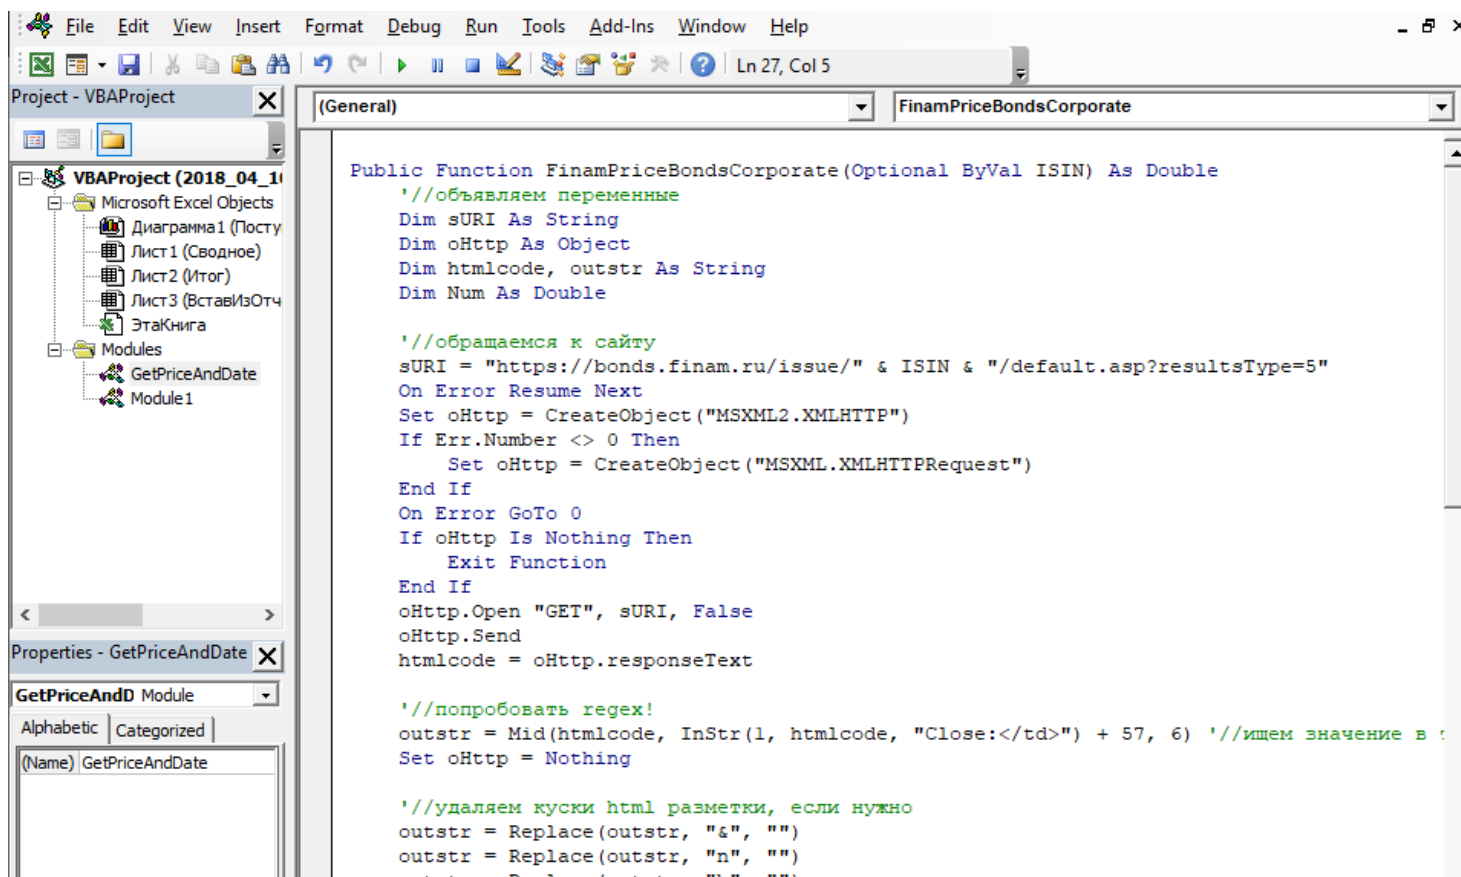 File Edit View Insert Format Debug Run Tools Add-Ins Window Help
Ln 27, Col 5
Project - VBAProject
(General) FinamPriceBondsCorporate
VBAProject (2018_04_1
Microsoft Excel Objects
Диаграмма1 (Посту
Лист1 (Сводное)
Лист2 (Итог)
Лист3 (ВставИзОтч
ЭтаКнига
Modules
GetPriceAndDate
Module1
Properties - GetPriceAndDate
GetPriceAndD Module
Alphabetic Categorized
(Name) GetPriceAndDate
Public Function FinamPriceBondsCorporate(Optional ByVal ISIN) As Double
'//объявляем переменные
Dim sURI As String
Dim oHttp As Object
Dim htmlcode, outstr As String
Dim Num As Double
'//обращаемся к сайту
sURI = "https://bonds.finam.ru/issue/" & ISIN & "/default.asp?resultsType=5"
On Error Resume Next
Set oHttp = CreateObject("MSXML2.XMLHTTP")
If Err.Number <> 0 Then
Set oHttp = CreateObject("MSXML.XMLHTTPRequest")
End If
On Error GoTo 0
If oHttp Is Nothing Then
Exit Function
End If
oHttp.Open "GET", sURI, False
oHttp.Send
htmlcode = oHttp.responseText
'//попробовать regex!
outstr = Mid(htmlcode, InStr(1, htmlcode, "Close:</td>") + 57, 6) '//ищем значение в
Set oHttp = Nothing
'//удаляем куски html разметки, если нужно
outstr = Replace(outstr, "&", "")
outstr = Replace(outstr, "n", "")